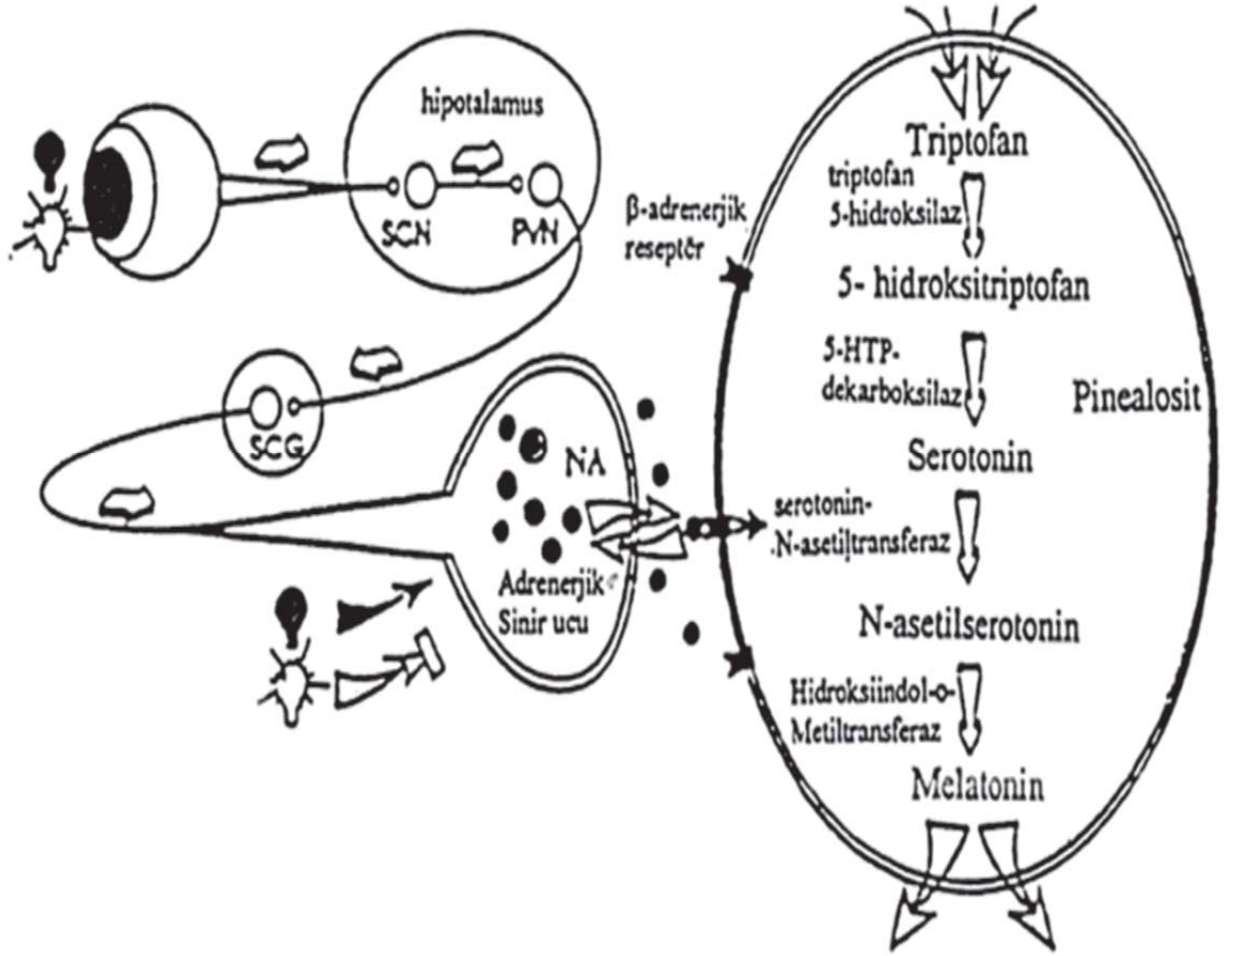 hipotalamus
SCN
PVN
SCG
NA
Adrenerjik
Sinir ucu
β-adrenerjik
reseptör
Triptofan
triptofan
5-hidroksilaz
5- hidroksitriptofan
5-HTP-
dekarboksilaz
Pinealosit
Serotonin
serotonin-
N-asetiltransferaz
N-asetilserotonin
Hidroksiindol-o-
Metiltransferaz
Melatonin